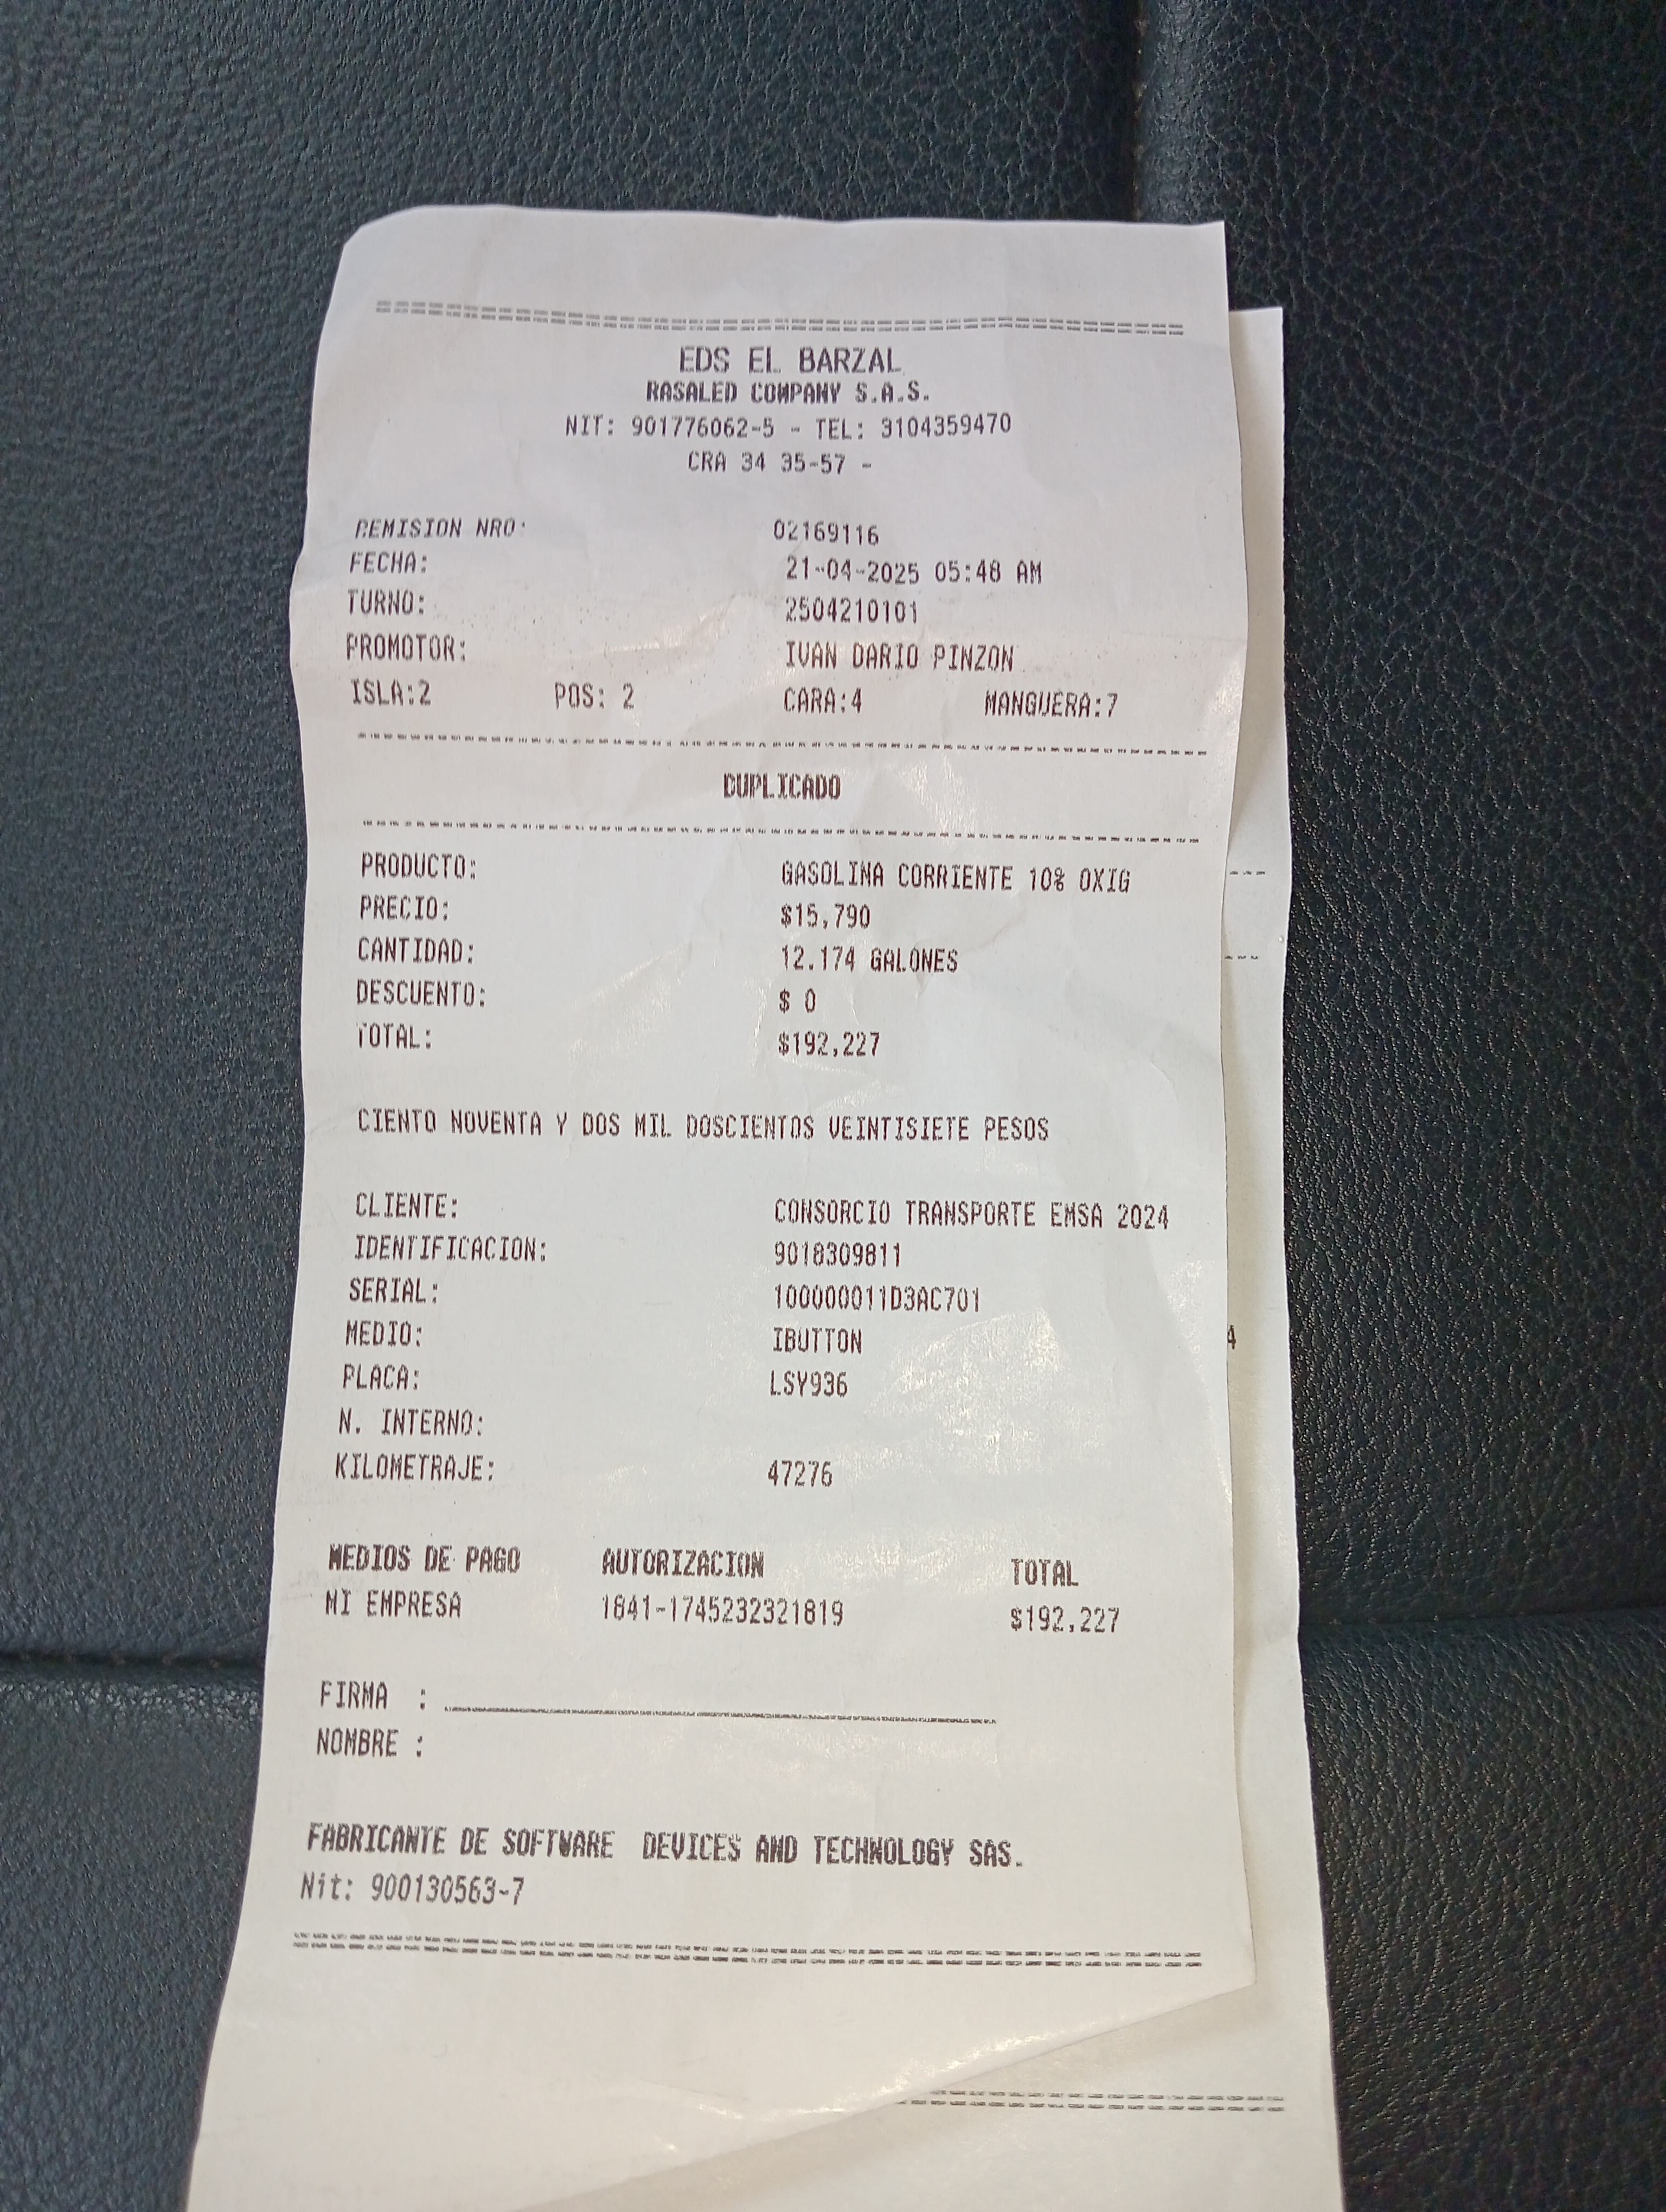 EDS EL BARZAL
RASALED COMPANY S.A.S.
NIT: 901776062-5 - TEL: 3104359470
CRA 34 35-57 -
REMISION NRO: 02169116
FECHA: 21-04-2025 05:48 AM
TURNO: 2504210101
PROMOTOR: IVAN DARIO PINZON
ISLA:2 POS: 2 CARA:4 MANGUERA:7
DUPLICADO
PRODUCTO: GASOLINA CORRIENTE 10% OXIG
PRECIO: $15,790
CANTIDAD: 12.174 GALONES
DESCUENTO: $ 0
TOTAL: $192,227
CIENTO NOVENTA Y DOS MIL DOSCIENTOS VEINTISIETE PESOS
CLIENTE: CONSORCIO TRANSPORTE EMSA 2024
IDENTIFICACION: 9018309811
SERIAL: 100000011D3AC701
MEDIO: IBUTTON
PLACA: LSY936
N. INTERNO:
KILOMETRAJE: 47276
MEDIOS DE PAGO AUTORIZACION TOTAL
MI EMPRESA 1841-1745232321819 $192,227
FIRMA :
NOMBRE :
FABRICANTE DE SOFTWARE DEVICES AND TECHNOLOGY SAS.
Nit: 900130563-7
4